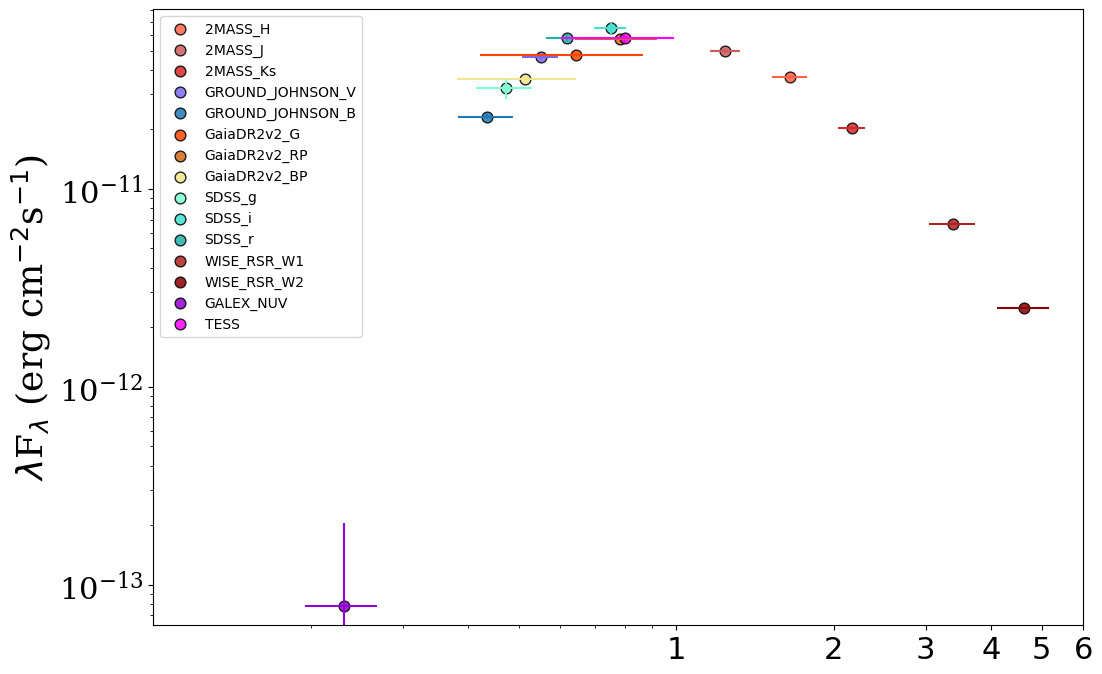 2MASS_H
2MASS_J
2MASS_Ks
GROUND_JOHNSON_V
GROUND_JOHNSON_B
GaiaDR2v2_G
GaiaDR2v2_RP
GaiaDR2v2_BP
SDSS_g
SDSS_i
SDSS_r
WISE_RSR_W1
WISE_RSR_W2
GALEX_NUV
TESS
λFλ (erg cm−2s−1)
10−11
10−12
10−13
1 2 3 4 5 6